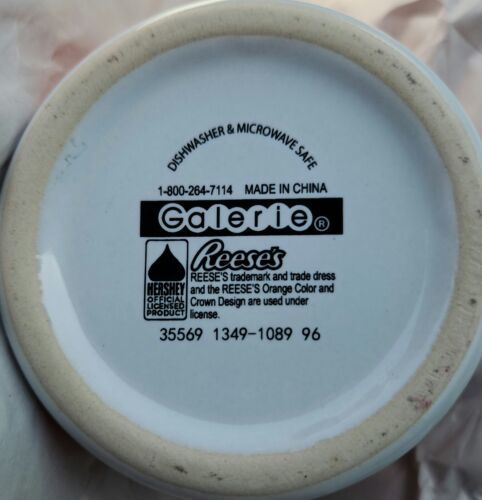 DISHWASHER & MICROWAVE SAFE
1-800-264-7114 MADE IN CHINA
Galerie®
HERSHEY
OFFICIAL
LICENSED
PRODUCT
Reese's
REESE'S trademark and trade dress
and the REESE'S Orange Color and
Crown Design are used under
license.
35569 1349-1089 96